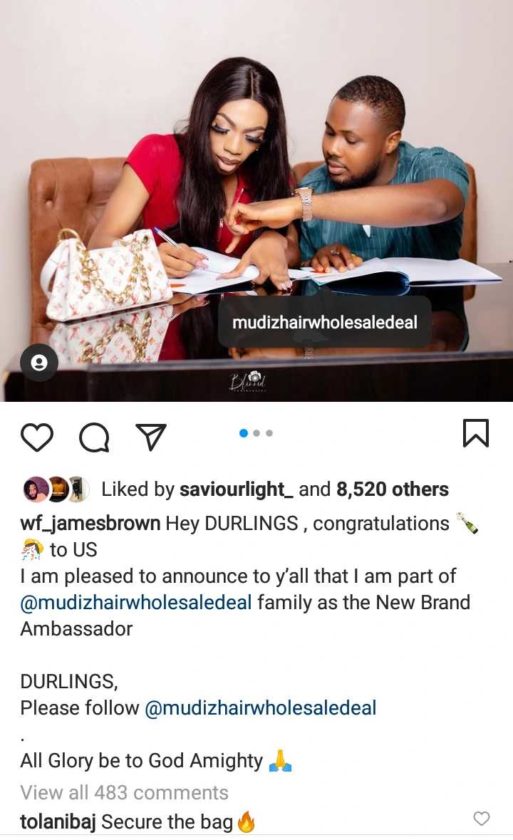 mudizhairwholesaledeal
Blessed
Liked by saviourlight_ and 8,520 others
wf_jamesbrown Hey DURLINGS , congratulations 🍾
🎊 to US
I am pleased to announce to y'all that I am part of
@mudizhairwholesaledeal family as the New Brand
Ambassador
DURLINGS,
Please follow @mudizhairwholesaledeal
.
All Glory be to God Amighty 🙏
View all 483 comments
tolanibaj Secure the bag🔥